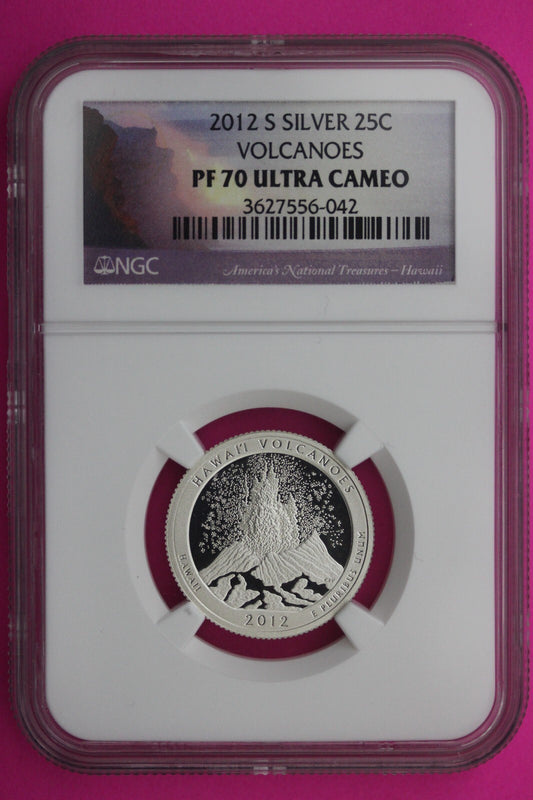 2012 S SILVER 25C
VOLCANOES
PF 70 ULTRA CAMEO
3627556-042
NGC
America's National Treasures – Hawaii
HAWAI'I VOLCANOES
HAWAII
2012
E PLURIBUS UNUM